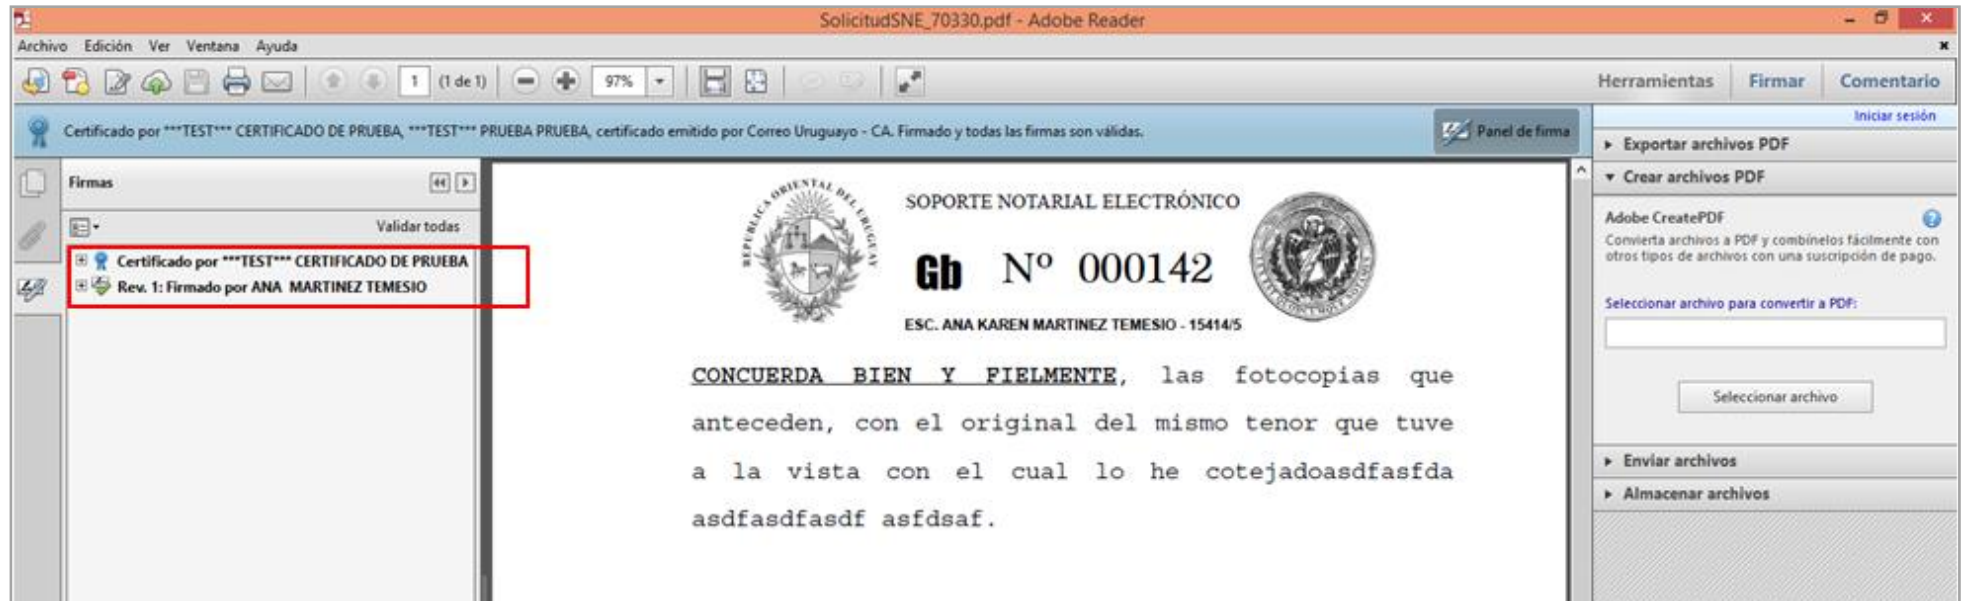 SolicitudSNE_70330.pdf - Adobe Reader
Archivo Edición Ver Ventana Ayuda
1 (1 de 1) 97% Herramientas Firmar Comentario
Iniciar sesión
Certificado por ***TEST*** CERTIFICADO DE PRUEBA, ***TEST*** PRUEBA PRUEBA, certificado emitido por Correo Uruguayo - CA. Firmado y todas las firmas son válidas.
Panel de firma
Firmas
Validar todas
Certificado por ***TEST*** CERTIFICADO DE PRUEBA
Rev. 1: Firmado por ANA MARTINEZ TEMESIO
REPUBLICA ORIENTAL DEL URUGUAY
SOPORTE NOTARIAL ELECTRÓNICO
Gb Nº 000142
ESC. ANA KAREN MARTINEZ TEMESIO - 15414/5
CONCUERDA BIEN Y FIELMENTE, las fotocopias que
anteceden, con el original del mismo tenor que tuve
a la vista con el cual lo he cotejadoasdfasfda
asdfasdfasdf asfdsaf.
Exportar archivos PDF
Crear archivos PDF
Adobe CreatePDF
Convierta archivos a PDF y combínelos fácilmente con
otros tipos de archivos con una suscripción de pago.
Seleccionar archivo para convertir a PDF:
Seleccionar archivo
Enviar archivos
Almacenar archivos